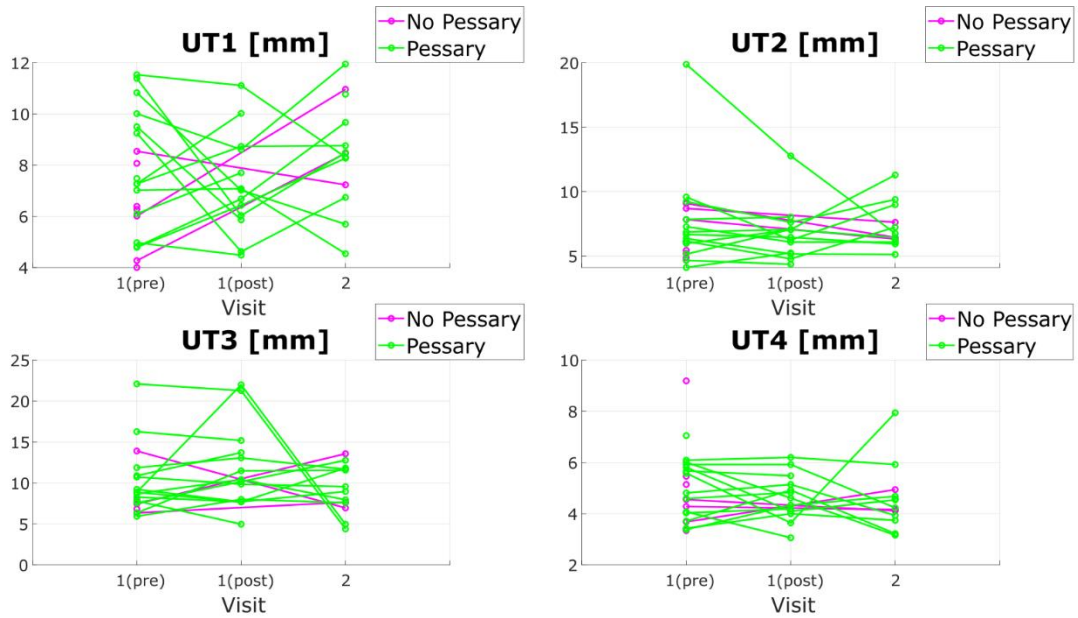 No Pessary
Pessary
UT1 [mm]
12
10
8
6
4
1(pre) 1(post) 2
Visit
No Pessary
Pessary
UT2 [mm]
20
15
10
5
1(pre) 1(post) 2
Visit
No Pessary
Pessary
UT3 [mm]
25
20
15
10
5
0
1(pre) 1(post) 2
Visit
No Pessary
Pessary
UT4 [mm]
10
8
6
4
2
1(pre) 1(post) 2
Visit